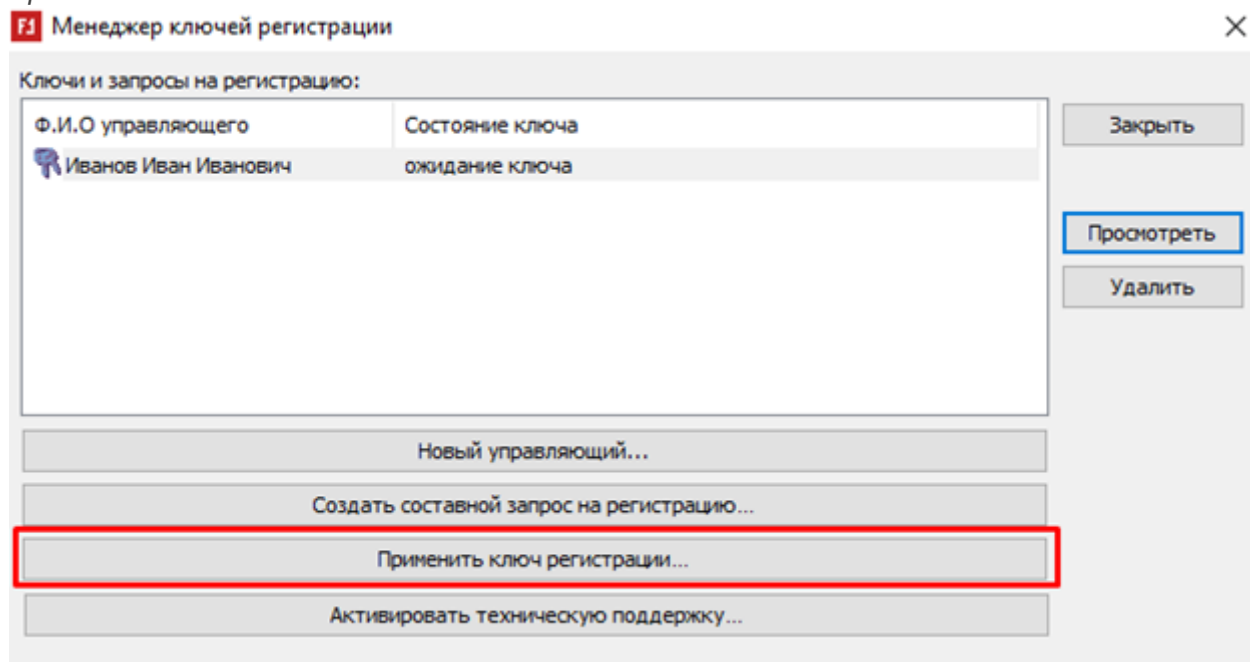 Менеджер ключей регистрации
Ключи и запросы на регистрацию:
Ф.И.О управляющего Состояние ключа
Иванов Иван Иванович ожидание ключа
Закрыть
Просмотреть
Удалить
Новый управляющий...
Создать составной запрос на регистрацию...
Применить ключ регистрации...
Активировать техническую поддержку...